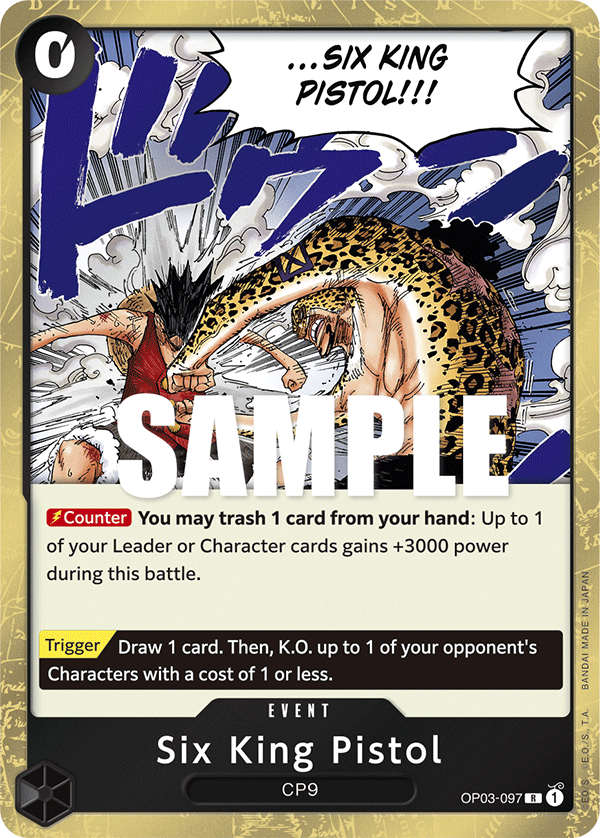 0
...SIX KING
PISTOL!!!
ドドウン
SAMPLE
Counter You may trash 1 card from your hand: Up to 1
of your Leader or Character cards gains +3000 power
during this battle.
Trigger Draw 1 card. Then, K.O. up to 1 of your opponent's
Characters with a cost of 1 or less.
EVENT
Six King Pistol
CP9
OP03-097 R 1
BANDAI MADE IN JAPAN